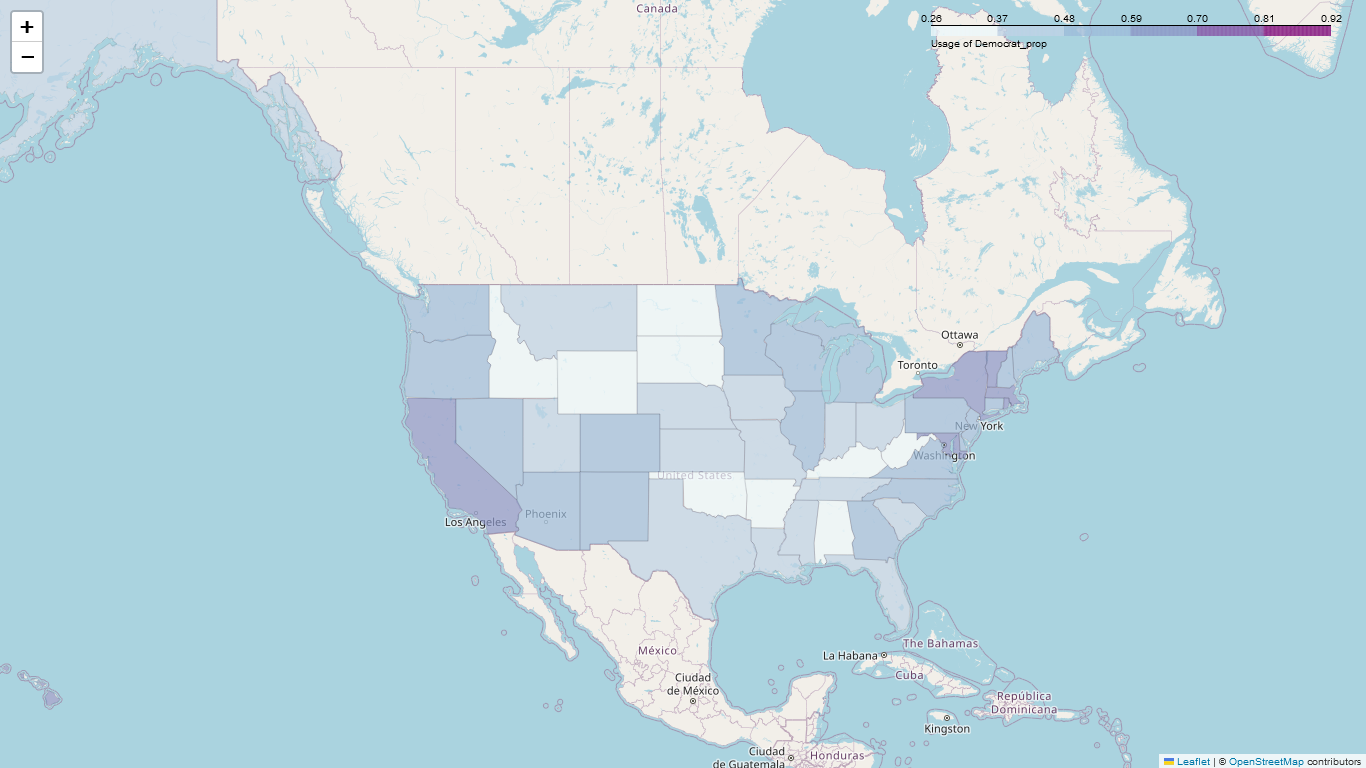 +
−
Canada
0.26 0.37 0.48 0.59 0.70 0.81 0.92
Usage of Democrat_prop
Ottawa
Toronto
New York
Washington
United States
Los Angeles
Phoenix
The Bahamas
La Habana
Cuba
México
Ciudad
de México
República
Dominicana
Kingston
Ciudad
de Guatemala
Honduras
Leaflet | © OpenStreetMap contributors